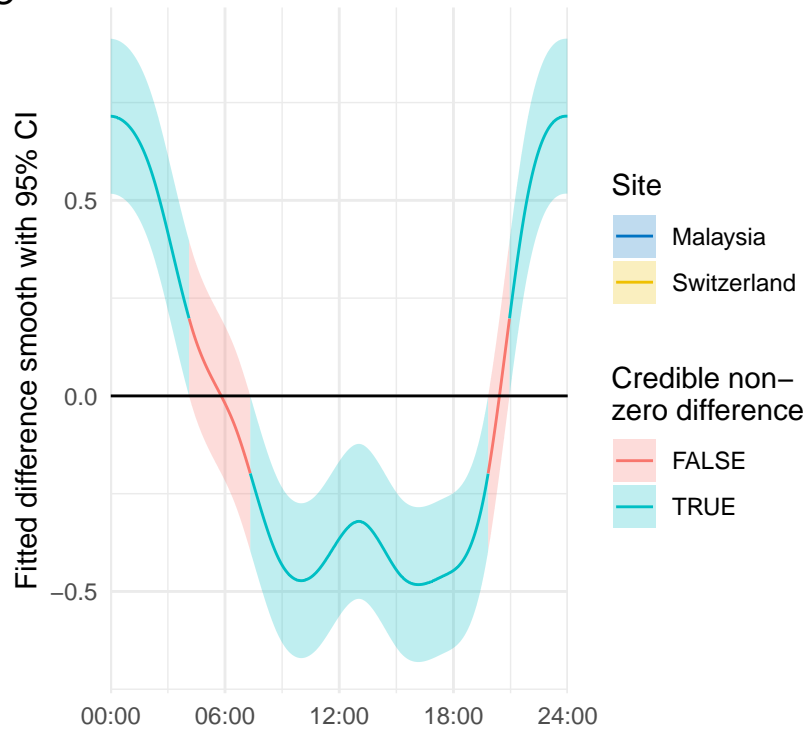 Fitted difference smooth with 95% CI
0.5
0.0
−0.5
00:00 06:00 12:00 18:00 24:00
Site
Malaysia
Switzerland
Credible non−
zero difference
FALSE
TRUE